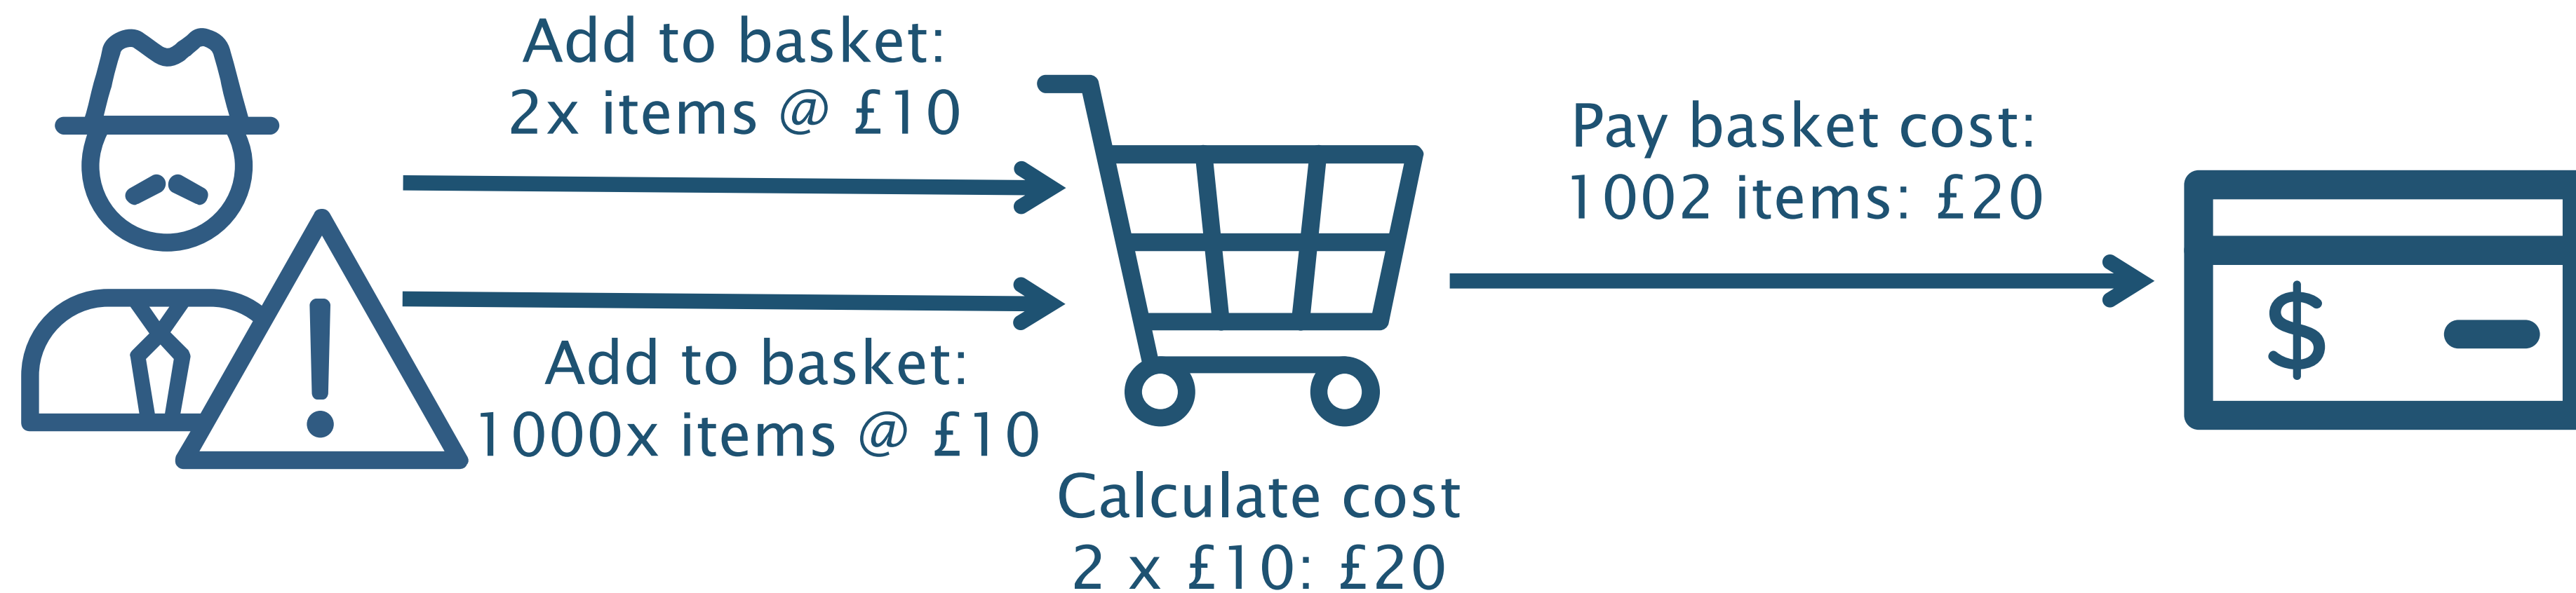 Add to basket:
2x items @ £10
Add to basket:
1000x items @ £10
Calculate cost
2 x £10: £20
Pay basket cost:
1002 items: £20
$